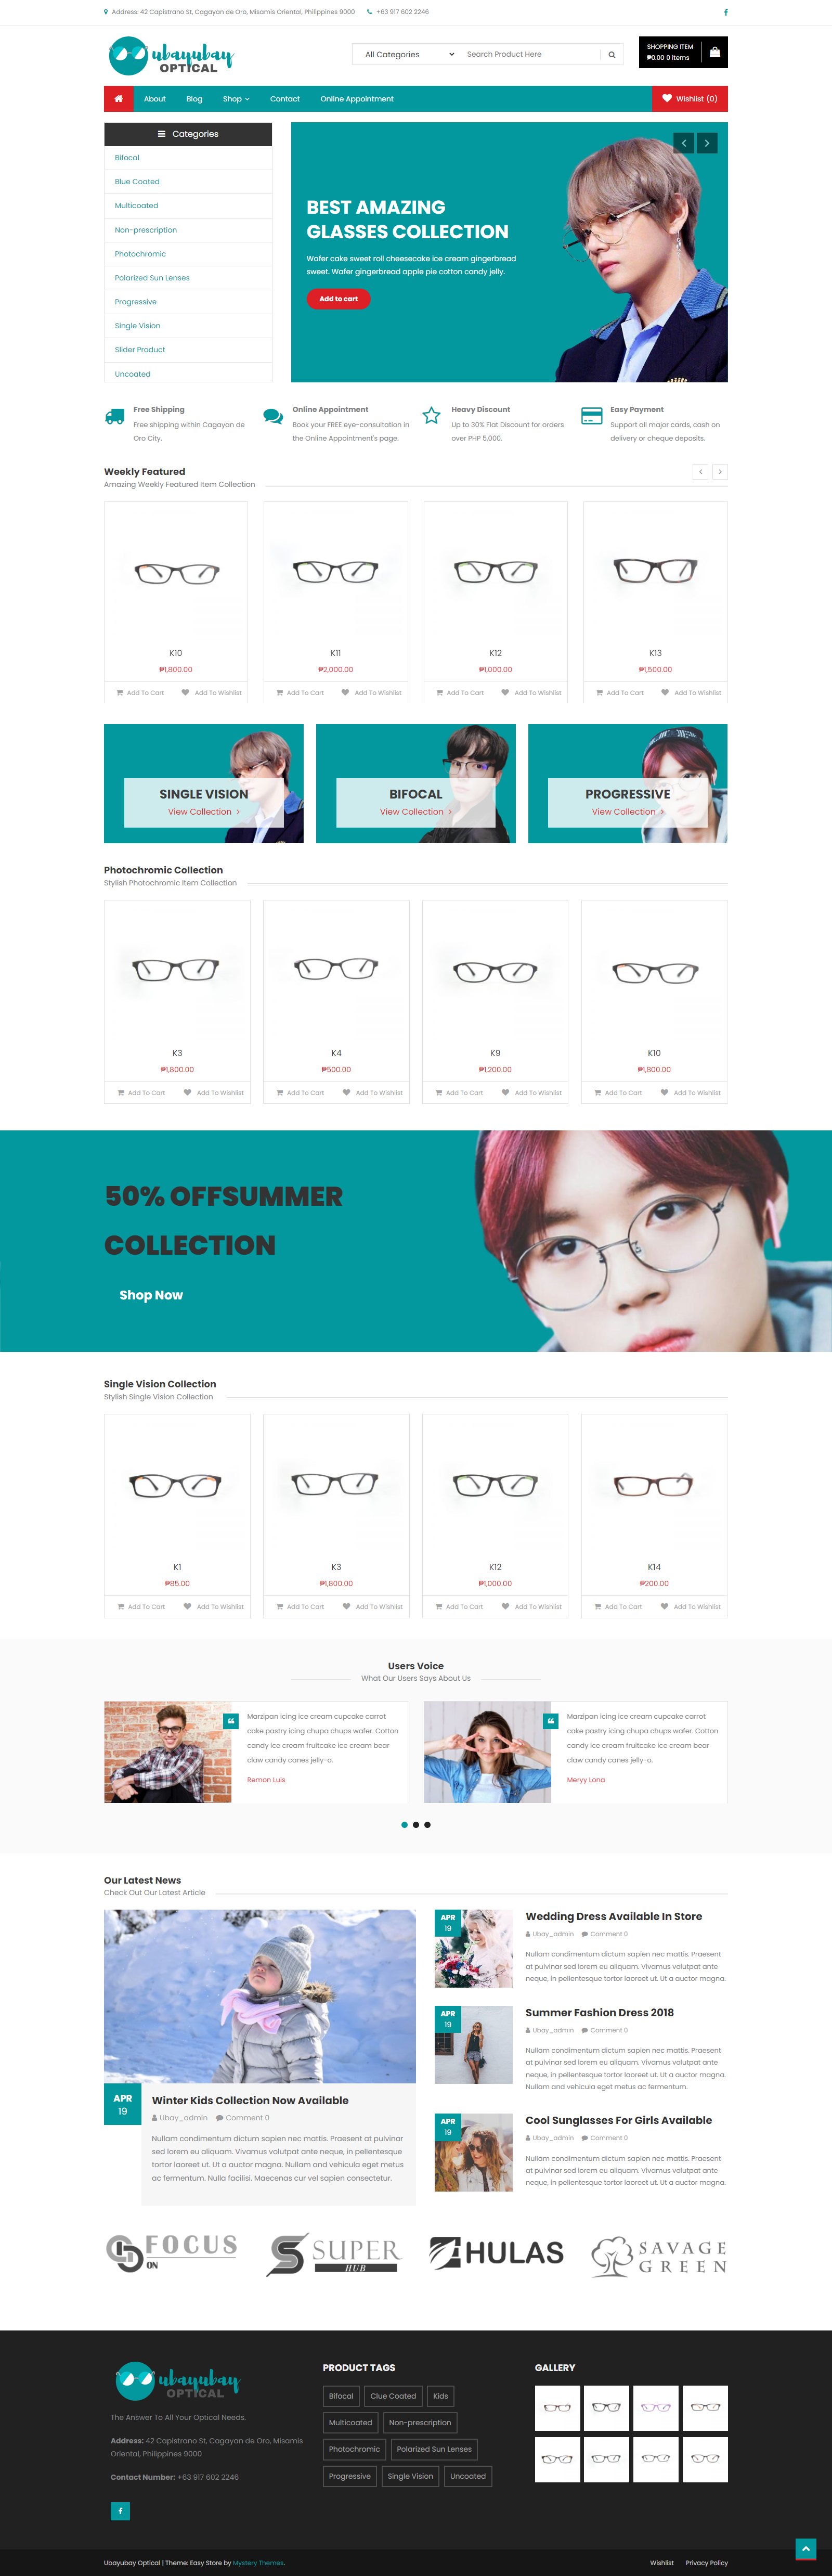 Address: 42 Capistrano St, Cagayan de Oro, Misamis Oriental, Philippines 9000
+63 917 602 2246
ubayubay
OPTICAL
All Categories
Search Product Here
SHOPPING ITEM
₱0.00 0 items
About
Blog
Shop
Contact
Online Appointment
Wishlist (0)
Categories
Bifocal
Blue Coated
Multicoated
Non-prescription
Photochromic
Polarized Sun Lenses
Progressive
Single Vision
Slider Product
Uncoated
BEST AMAZING
GLASSES COLLECTION
Wafer cake sweet roll cheesecake ice cream gingerbread
sweet. Wafer gingerbread apple pie cotton candy jelly.
Add to cart
Free Shipping
Free shipping within Cagayan de
Oro City.
Online Appointment
Book your FREE eye-consultation in
the Online Appointment's page.
Heavy Discount
Up to 30% Flat Discount for orders
over PHP 5,000.
Easy Payment
Support all major cards, cash on
delivery or cheque deposits.
Weekly Featured
Amazing Weekly Featured Item Collection
K10
₱1,800.00
Add To Cart
Add To Wishlist
K11
₱2,000.00
Add To Cart
Add To Wishlist
K12
₱1,000.00
Add To Cart
Add To Wishlist
K13
₱1,500.00
Add To Cart
Add To Wishlist
SINGLE VISION
View Collection
BIFOCAL
View Collection
PROGRESSIVE
View Collection
Photochromic Collection
Stylish Photochromic Item Collection
K3
₱1,800.00
Add To Cart
Add To Wishlist
K4
₱500.00
Add To Cart
Add To Wishlist
K9
₱1,200.00
Add To Cart
Add To Wishlist
K10
₱1,800.00
Add To Cart
Add To Wishlist
50% OFFSUMMER
COLLECTION
Shop Now
Single Vision Collection
Stylish Single Vision Collection
K1
₱85.00
Add To Cart
Add To Wishlist
K3
₱1,800.00
Add To Cart
Add To Wishlist
K12
₱1,000.00
Add To Cart
Add To Wishlist
K14
₱200.00
Add To Cart
Add To Wishlist
Users Voice
What Our Users Says About Us
Marzipan icing ice cream cupcake carrot
cake pastry icing chupa chups wafer. Cotton
candy ice cream fruitcake ice cream bear
claw candy canes jelly-o.
Remon Luis
Marzipan icing ice cream cupcake carrot
cake pastry icing chupa chups wafer. Cotton
candy ice cream fruitcake ice cream bear
claw candy canes jelly-o.
Meryy Lona
Our Latest News
Check Out Our Latest Article
APR
19
Winter Kids Collection Now Available
Ubay_admin
Comment 0
Nullam condimentum dictum sapien nec mattis. Praesent at pulvinar
sed lorem eu aliquam. Vivamus volutpat ante neque, in pellentesque
tortor laoreet ut. Ut a auctor magna. Nullam and vehicula eget metus
ac fermentum. Nulla facilisi. Maecenas cur vel sapien consectetur.
APR
19
Wedding Dress Available In Store
Ubay_admin
Comment 0
Nullam condimentum dictum sapien nec mattis. Praesent
at pulvinar sed lorem eu aliquam. Vivamus volutpat ante
neque, in pellentesque tortor laoreet ut. Ut a auctor magna.
APR
19
Summer Fashion Dress 2018
Ubay_admin
Comment 0
Nullam condimentum dictum sapien nec mattis. Praesent
at pulvinar sed lorem eu aliquam. Vivamus volutpat ante
neque, in pellentesque tortor laoreet ut. Ut a auctor magna.
Nullam and vehicula eget metus ac fermentum.
APR
19
Cool Sunglasses For Girls Available
Ubay_admin
Comment 0
Nullam condimentum dictum sapien nec mattis. Praesent
at pulvinar sed lorem eu aliquam. Vivamus volutpat ante
neque, in pellentesque tortor laoreet ut. Ut a auctor magna.
FOCUS
ON
SUPER
HUB
HULAS
SAVAGE
GREEN
ubayubay
OPTICAL
The Answer To All Your Optical Needs.
Address: 42 Capistrano St, Cagayan de Oro, Misamis
Oriental, Philippines 9000
Contact Number: +63 917 602 2246
PRODUCT TAGS
Bifocal
Clue Coated
Kids
Multicoated
Non-prescription
Photochromic
Polarized Sun Lenses
Progressive
Single Vision
Uncoated
GALLERY
Ubayubay Optical | Theme: Easy Store by Mystery Themes.
Wishlist
Privacy Policy